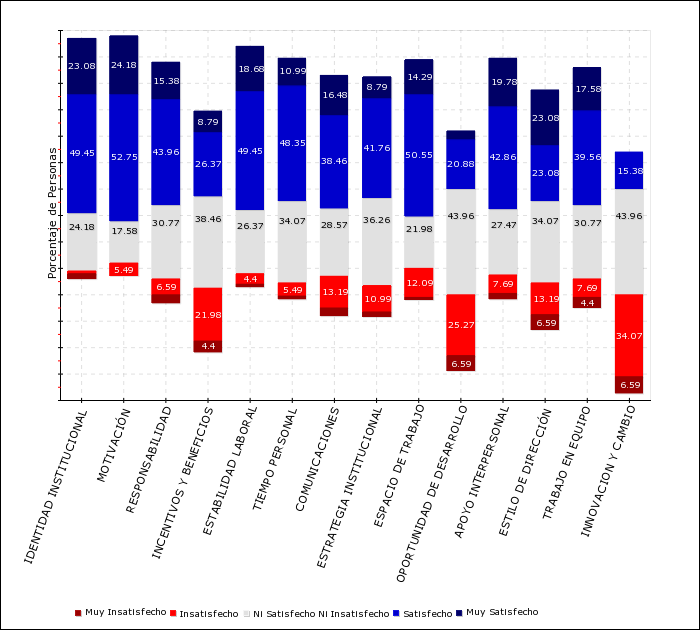 23.08 24.18 15.38 8.79 18.68 10.99 16.48 8.79 14.29 19.78 23.08 17.58
49.45 52.75 43.96 26.37 49.45 48.35 38.46 41.76 50.55 20.88 42.86 23.08 39.56 15.38
24.18 17.58 30.77 38.46 26.37 34.07 28.57 36.26 21.98 43.96 27.47 34.07 30.77 43.96
5.49 6.59 21.98 4.4 5.49 13.19 10.99 12.09 25.27 7.69 13.19 7.69 34.07
4.4 6.59 6.59 4.4 6.59
Porcentaje de Personas
IDENTIDAD INSTITUCIONAL
MOTIVACIÓN
RESPONSABILIDAD
INCENTIVOS Y BENEFICIOS
ESTABILIDAD LABORAL
TIEMPO PERSONAL
COMUNICACIONES
ESTRATEGIA INSTITUCIONAL
ESPACIO DE TRABAJO
OPORTUNIDAD DE DESARROLLO
APOYO INTERPERSONAL
ESTILO DE DIRECCIÓN
TRABAJO EN EQUIPO
INNOVACION Y CAMBIO
Muy Insatisfecho Insatisfecho Ni Satisfecho Ni Insatisfecho Satisfecho Muy Satisfecho